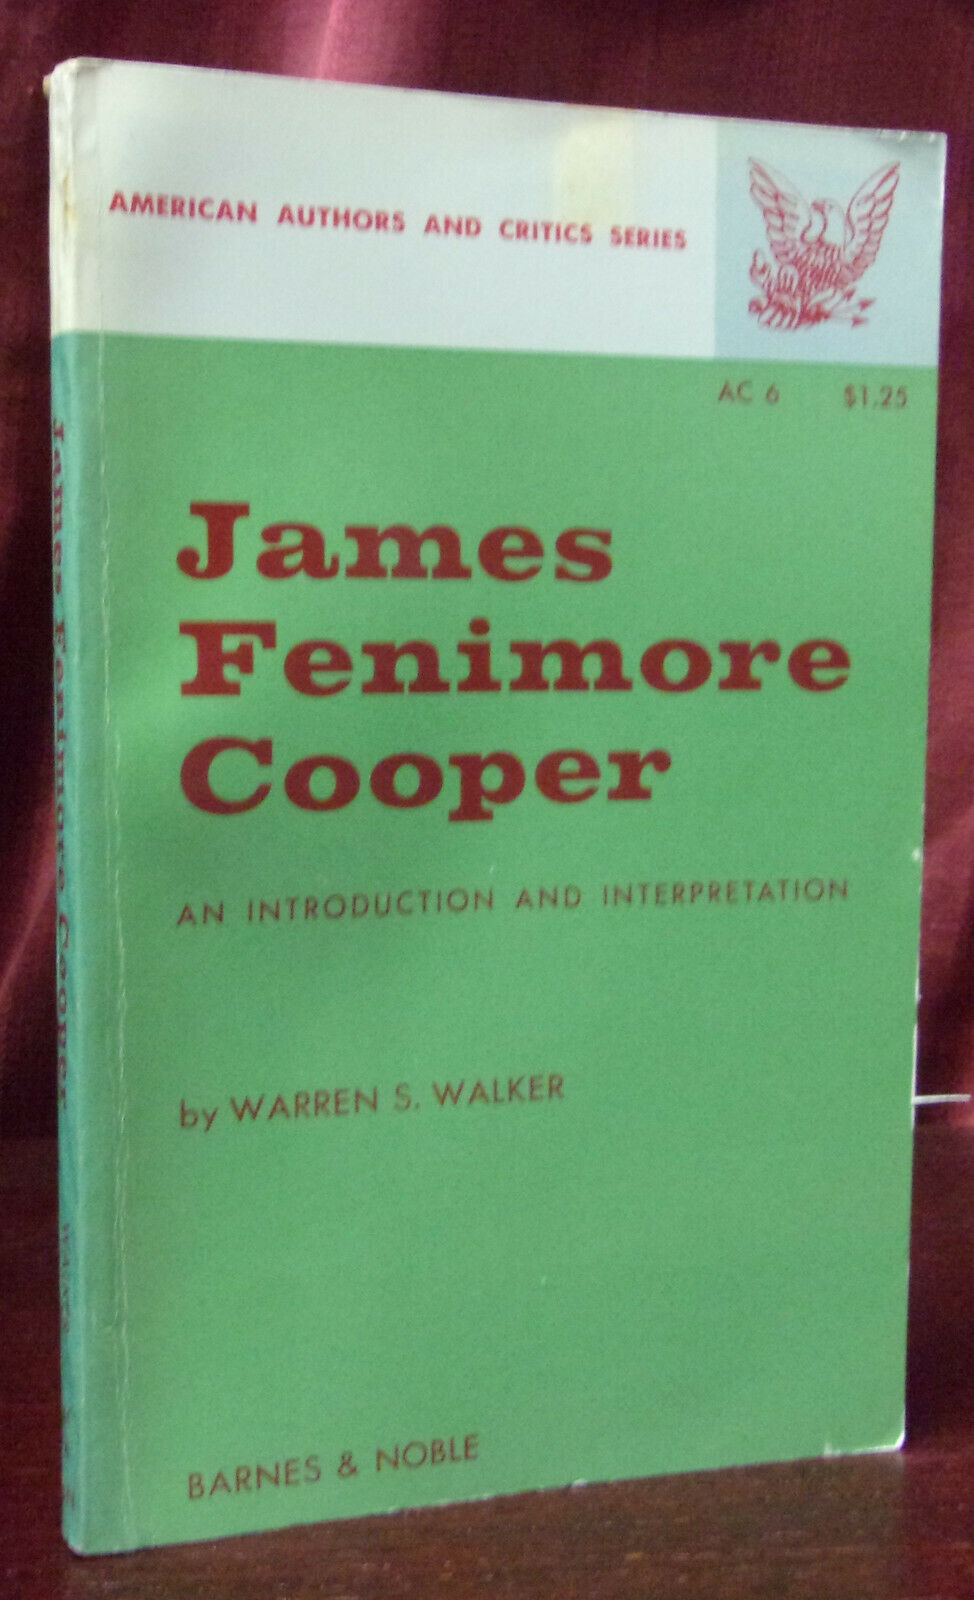 AMERICAN AUTHORS AND CRITICS SERIES
AC 6 $1.25
James
Fenimore
Cooper
AN INTRODUCTION AND INTERPRETATION
by WARREN S. WALKER
BARNES & NOBLE
James Fenimore Cooper